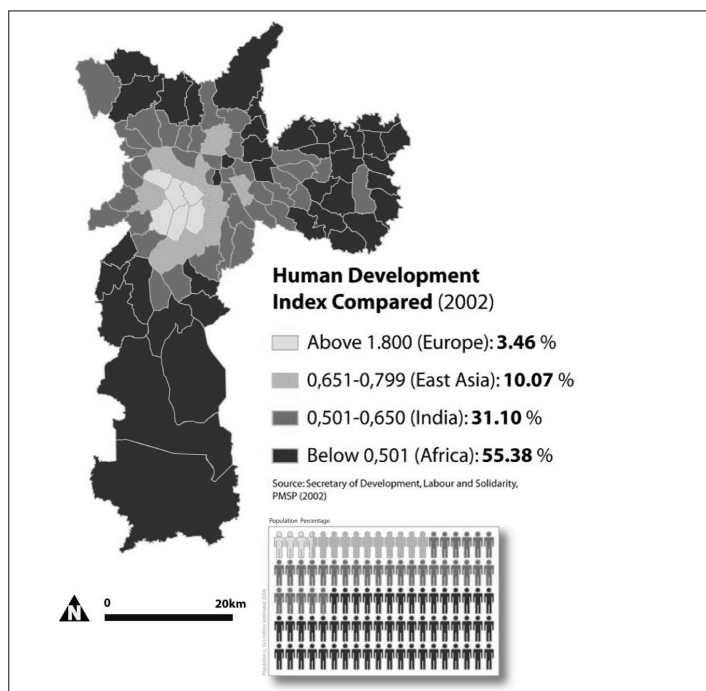 Human Development
Index Compared (2002)
Above 1.800 (Europe): 3.46 %
0,651-0,799 (East Asia): 10.07 %
0,501-0,650 (India): 31.10 %
Below 0,501 (Africa): 55.38 %
Source: Secretary of Development, Labour and Solidarity,
PMSP (2002)
Population Percentage
N
0 20km